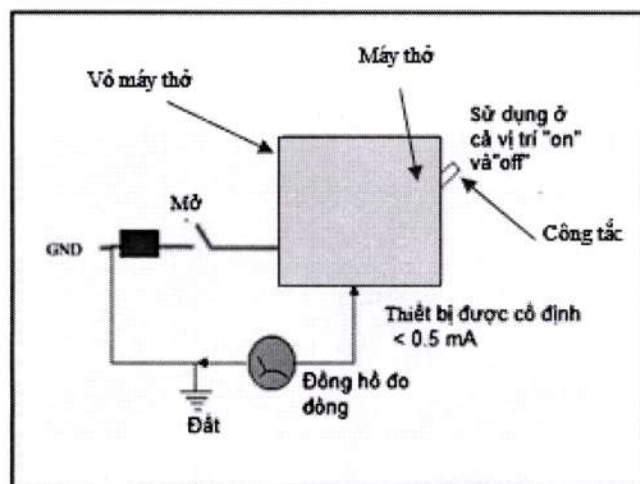 Máy thở
Vỏ máy thở
Sử dụng ở
cả vị trí "on"
và"off"
Mở
Công tắc
GND
Thiết bị được cố định
< 0.5 mA
Đồng hồ đo
dòng
Đất